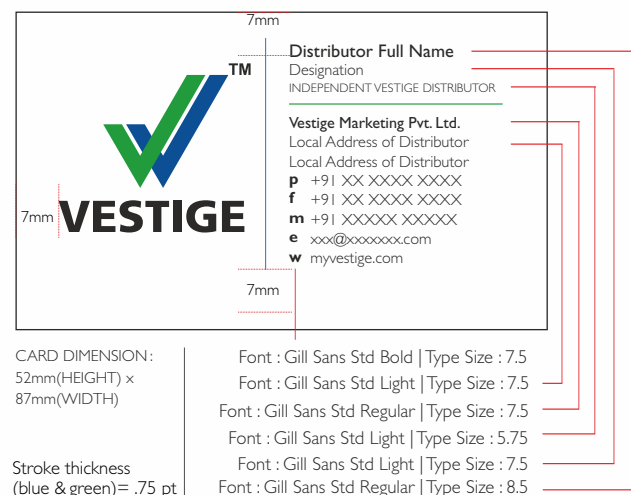 7mm
Distributor Full Name
Designation
INDEPENDENT VESTIGE DISTRIBUTOR
TM
VESTIGE
7mm
Vestige Marketing Pvt. Ltd.
Local Address of Distributor
Local Address of Distributor
p +91 XX XXXX XXXX
f +91 XX XXXX XXXX
m +91 XXXXX XXXXX
e xxx@xxxxxxx.com
w myvestige.com
7mm
CARD DIMENSION :
52mm(HEIGHT) x
87mm(WIDTH)
Stroke thickness
(blue & green)= .75 pt
Font : Gill Sans Std Bold | Type Size : 7.5
Font : Gill Sans Std Light | Type Size : 7.5
Font : Gill Sans Std Regular | Type Size : 7.5
Font : Gill Sans Std Light | Type Size : 5.75
Font : Gill Sans Std Light | Type Size : 7.5
Font : Gill Sans Std Regular | Type Size : 8.5